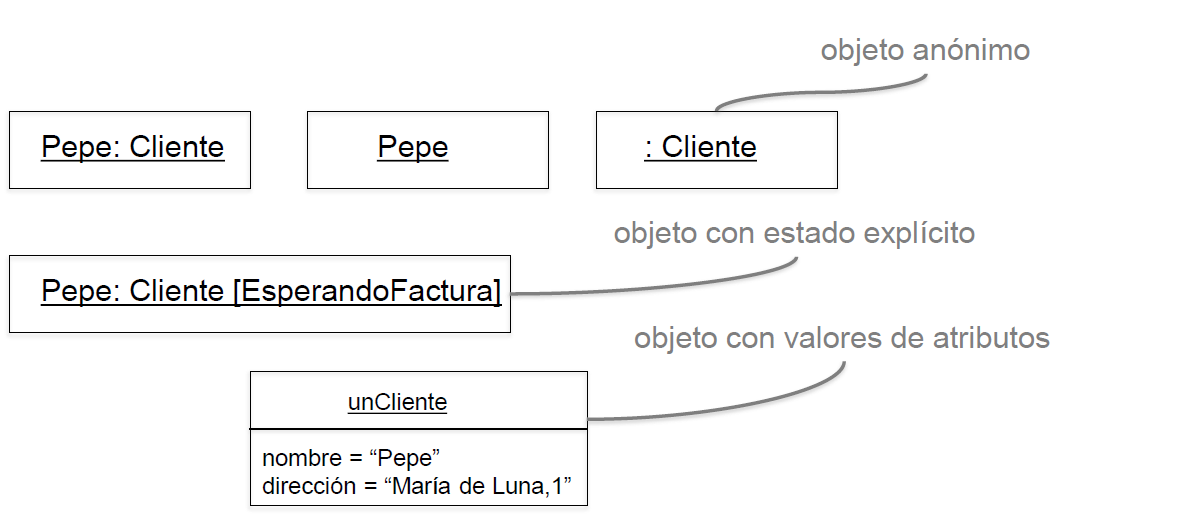 objeto anónimo
Pepe: Cliente
Pepe
: Cliente
objeto con estado explícito
Pepe: Cliente [EsperandoFactura]
objeto con valores de atributos
unCliente
nombre = “Pepe”
dirección = “María de Luna,1”